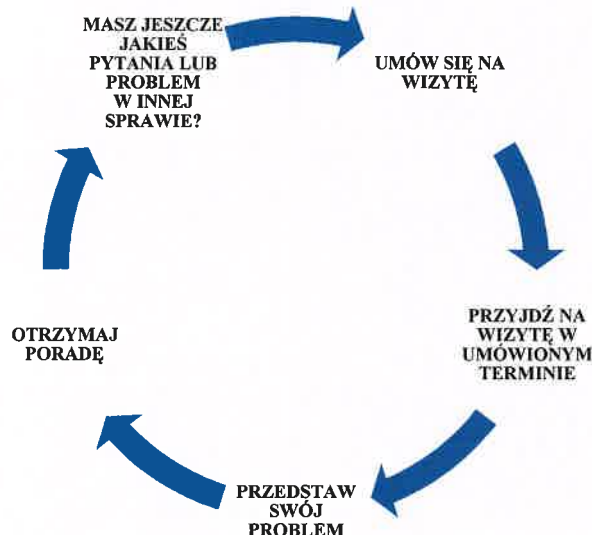 MASZ JESZCZE
JAKIEŚ
PYTANIA LUB
PROBLEM
W INNEJ
SPRAWIE?
UMÓW SIĘ NA
WIZYTĘ
PRZYJDŹ NA
WIZYTĘ W
UMÓWIONYM
TERMINIE
PRZEDSTAW
SWÓJ
PROBLEM
OTRZYMAJ
PORADĘ